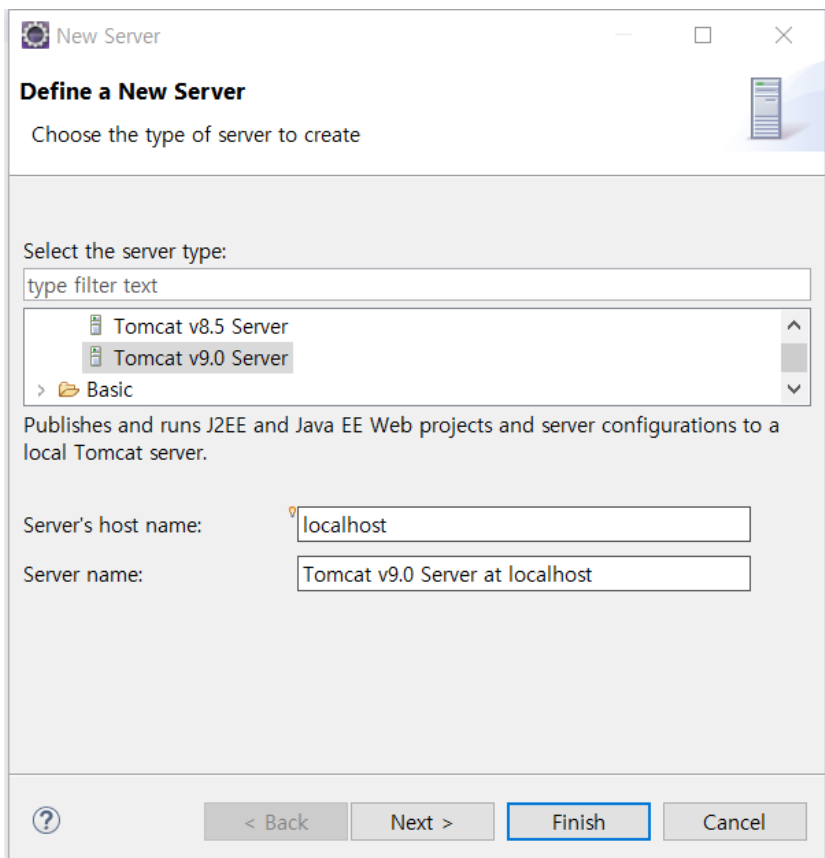 New Server
Define a New Server
Choose the type of server to create
Select the server type:
type filter text
Tomcat v8.5 Server
Tomcat v9.0 Server
Basic
Publishes and runs J2EE and Java EE Web projects and server configurations to a
local Tomcat server.
Server's host name: localhost
Server name: Tomcat v9.0 Server at localhost
? < Back Next > Finish Cancel